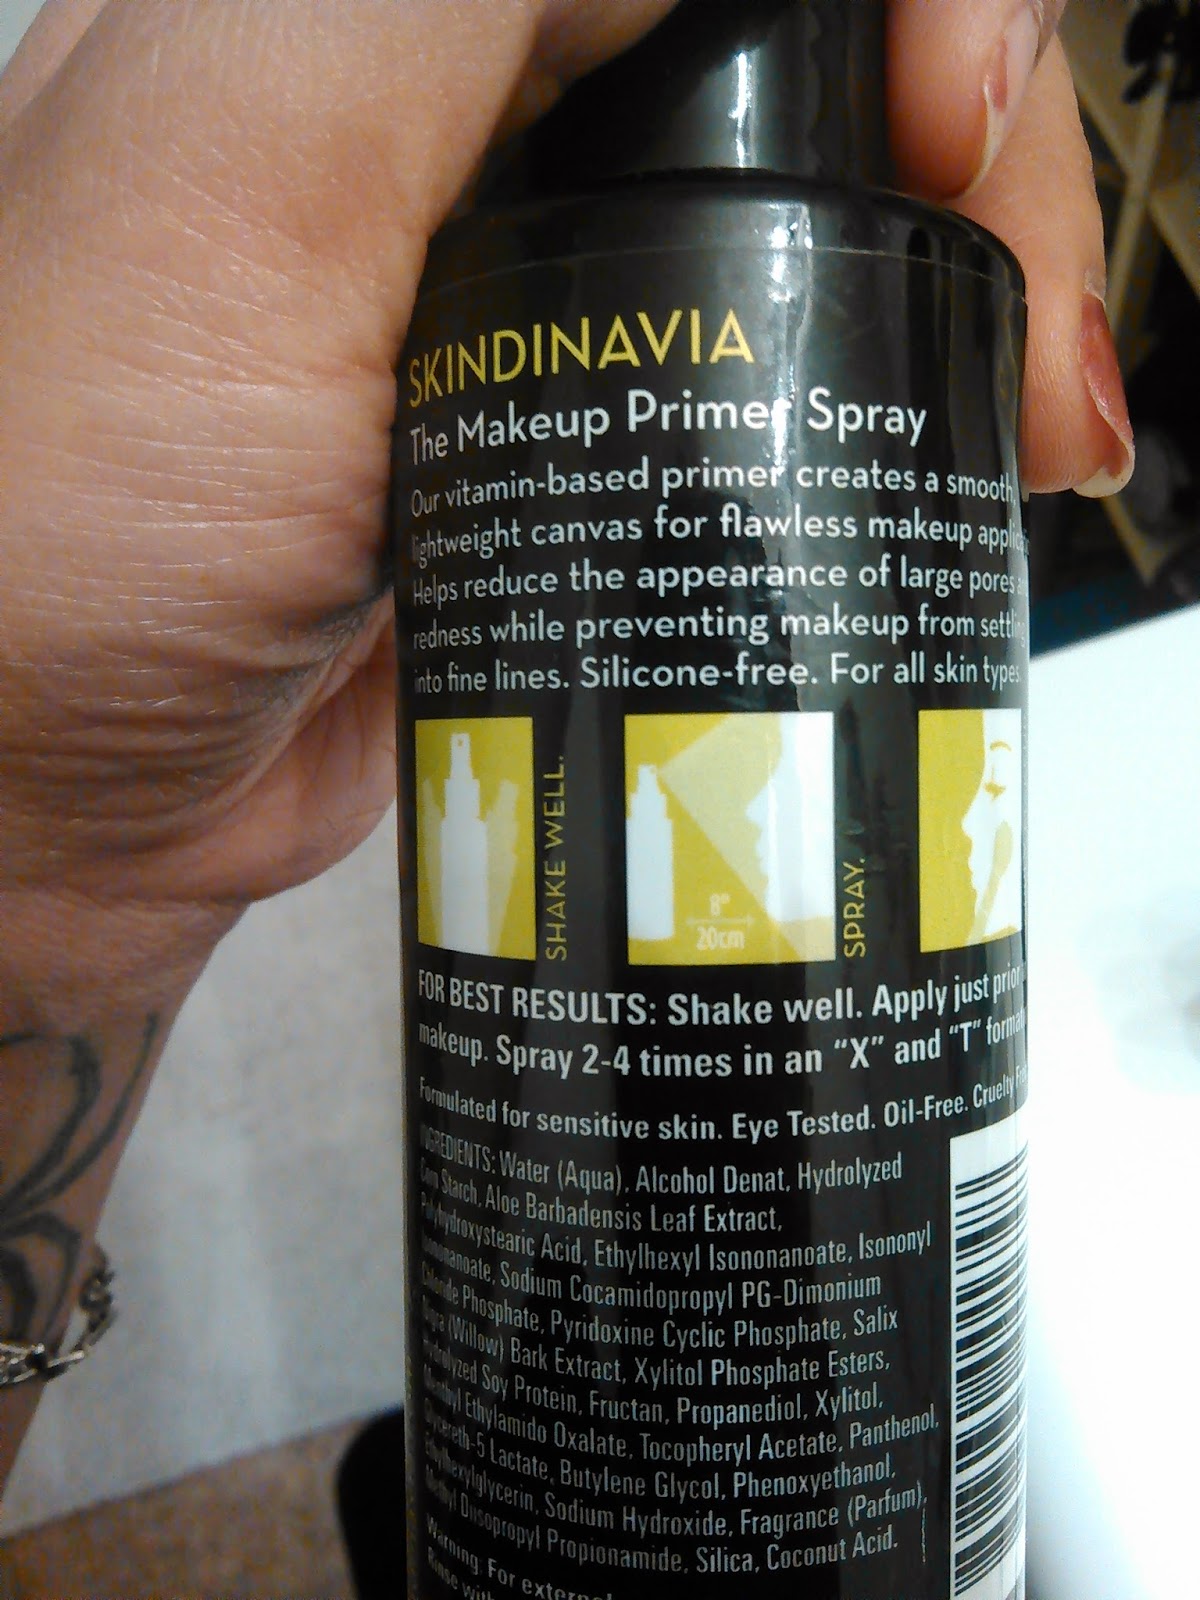 SKINDINAVIA
The Makeup Primer Spray
Our vitamin-based primer creates a smooth,
lightweight canvas for flawless makeup
Helps reduce the appearance of large pores
redness while preventing makeup from
into fine lines. Silicone-free. For all skin types.
SHAKE WELL.
8"
20cm
SPRAY.
FOR BEST RESULTS: Shake well. Apply just prior
makeup. Spray 2-4 times in an "X" and "T"
Formulated for sensitive skin. Eye Tested. Oil-Free. Cruelty
INGREDIENTS: Water (Aqua), Alcohol Denat, Hydrolyzed
Corn Starch, Aloe Barbadensis Leaf Extract,
Polyhydroxystearic Acid, Ethylhexyl Isononanoate, Isononyl
Isononanoate, Sodium Cocamidopropyl PG-Dimonium
Chloride Phosphate, Pyridoxine Cyclic Phosphate, Salix
Nigra (Willow) Bark Extract, Xylitol Phosphate Esters,
Hydrolyzed Soy Protein, Fructan, Propanediol, Xylitol,
Menthyl Ethylamido Oxalate, Tocopheryl Acetate, Panthenol,
Glycereth-5 Lactate, Butylene Glycol, Phenoxyethanol,
Ethylhexylglycerin, Sodium Hydroxide, Fragrance (Parfum),
Methyl Diisopropyl Propionamide, Silica, Coconut Acid.
Warning: For external
Rinse with